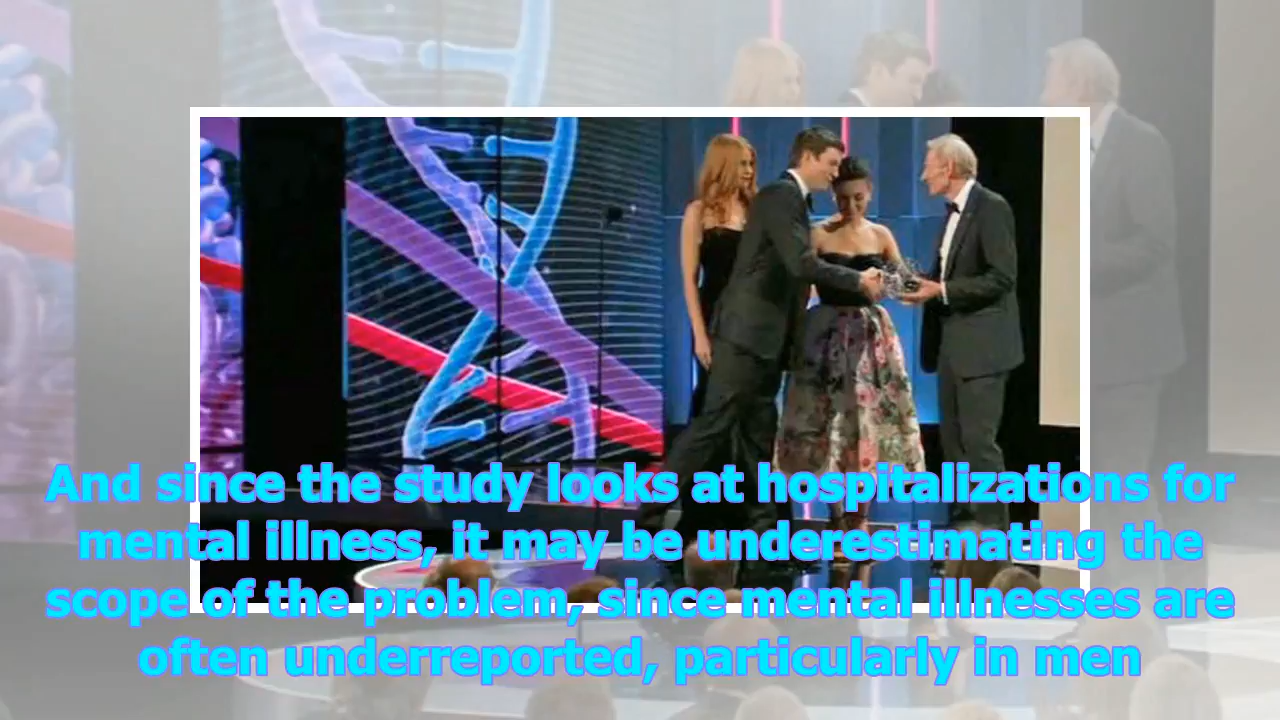 And since the study looks at hospitalizations for
mental illness, it may be underestimating the
scope of the problem, since mental illnesses are
often underreported, particularly in men